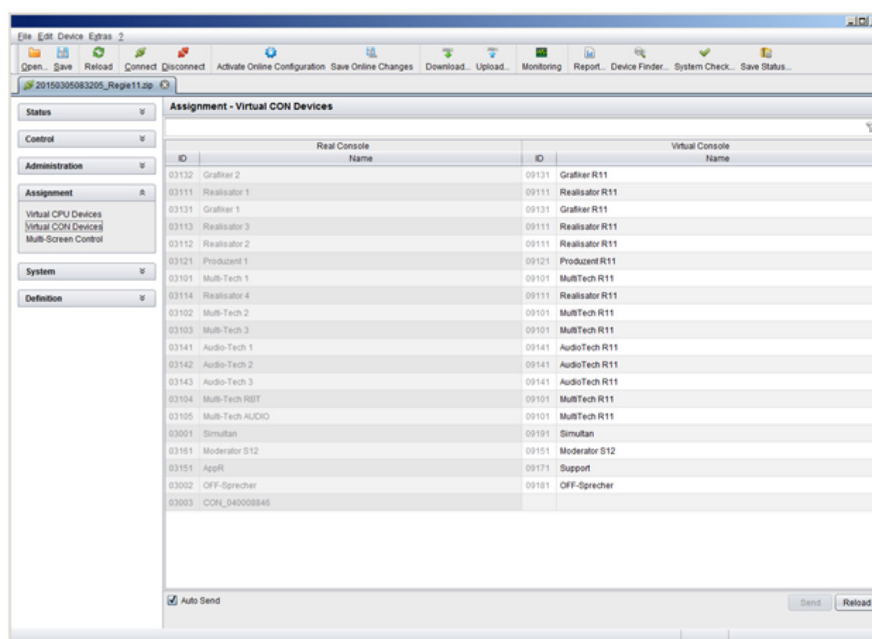 File Edit Device Extras ?
Open... Save Reload Connect Disconnect Activate Online Configuration Save Online Changes Download... Upload... Monitoring Report... Device Finder... System Check... Save Status...
20150305083205_Regie11.zip
Status
Control
Administration
Assignment
Virtual CPU Devices
Virtual CON Devices
Multi-Screen Control
System
Definition
Assignment - Virtual CON Devices
Real Console Virtual Console
ID Name ID Name
03132 Grafiker 2 09131 Grafiker R11
03111 Realisator 1 09111 Realisator R11
03131 Grafiker 1 09131 Grafiker R11
03113 Realisator 3 09111 Realisator R11
03112 Realisator 2 09111 Realisator R11
03121 Produzent 1 09121 Produzent R11
03101 Multi-Tech 1 09101 MultiTech R11
03114 Realisator 4 09111 Realisator R11
03102 Multi-Tech 2 09101 MultiTech R11
03103 Multi-Tech 3 09101 MultiTech R11
03141 Audio-Tech 1 09141 AudioTech R11
03142 Audio-Tech 2 09141 AudioTech R11
03143 Audio-Tech 3 09141 AudioTech R11
03104 Multi-Tech RBT 09101 MultiTech R11
03105 Multi-Tech AUDIO 09101 MultiTech R11
03001 Simultan 09191 Simultan
03161 Moderator S12 09151 Moderator S12
03151 AppR 09171 Support
03002 OFF-Sprecher 09181 OFF-Sprecher
03003 CON_040008846
Auto Send
Send Reload